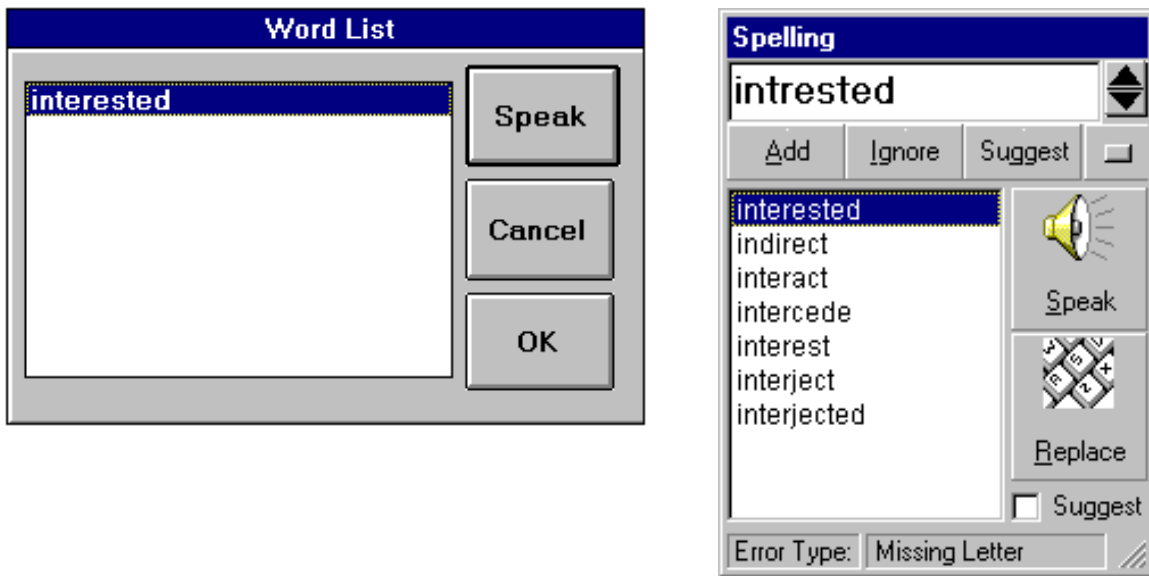 Word List
interested
Speak
Cancel
OK
Spelling
intrested
Add Ignore Suggest
interested
indirect
interact
intercede
interest
interject
interjected
Speak
Replace
Suggest
Error Type: Missing Letter